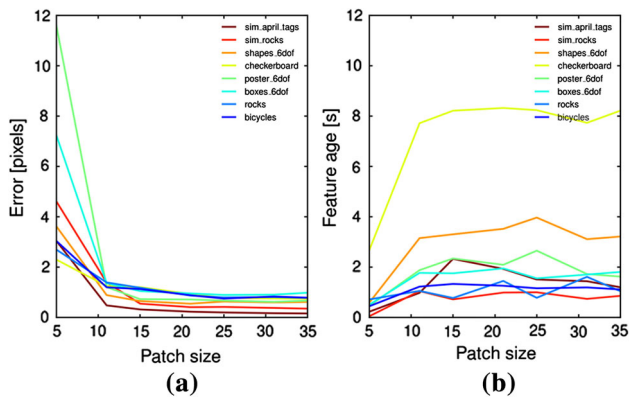 12
10
8
6
4
2
0
Error [pixels]
sim.april.tags
sim.rocks
shapes.6dof
checkerboard
poster.6dof
boxes.6dof
rocks
bicycles
5 10 15 20 25 30 35
Patch size
(a)
12
10
8
6
4
2
0
Feature age [s]
sim.april.tags
sim.rocks
shapes.6dof
checkerboard
poster.6dof
boxes.6dof
rocks
bicycles
5 10 15 20 25 30 35
Patch size
(b)